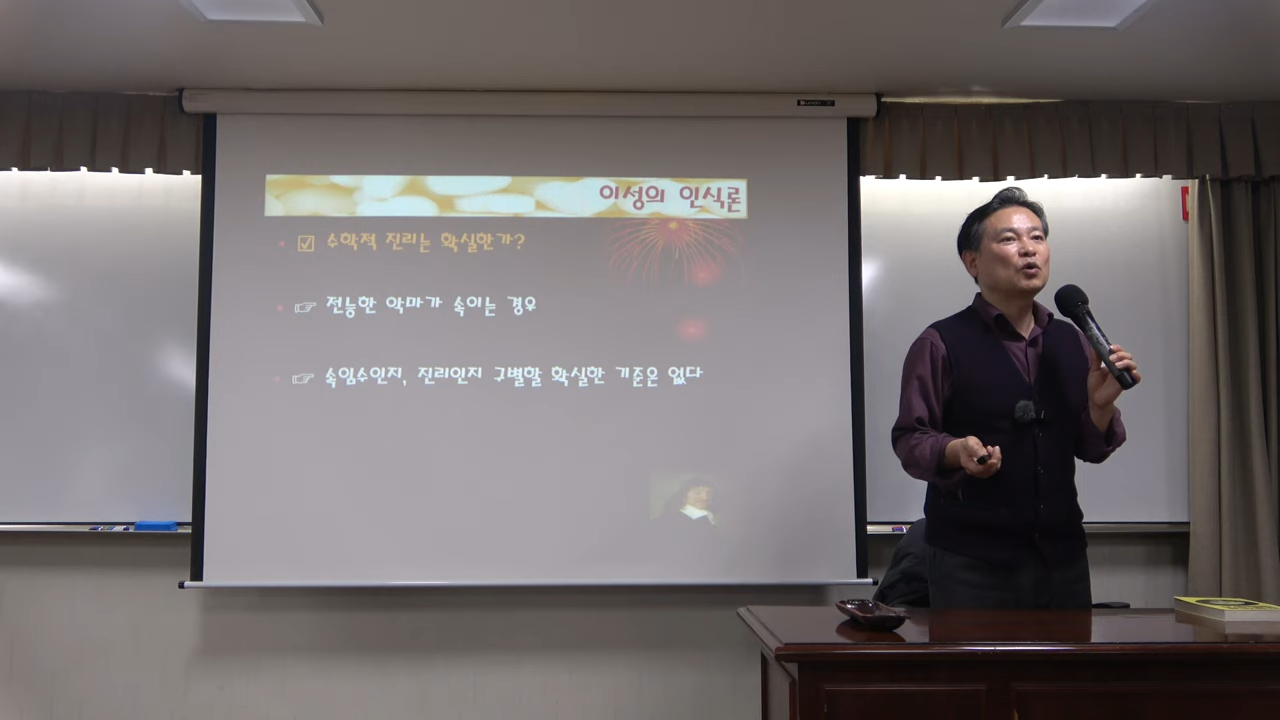 이성의 인식론
수학적 진리는 확실한가?
전능한 악마가 속이는 경우
속임수인지, 진리인지 구별할 확실한 기준은 없다